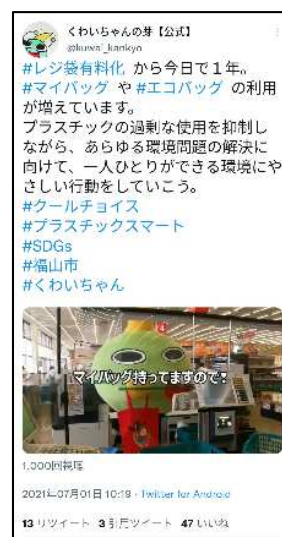 くわいちゃんの芽【公式】
@kuwai_kankyo
#レジ袋有料化 から今日で1年。
#マイバッグ や #エコバッグ の利用
が増えています。
プラスチックの過剰な使用を抑制し
ながら、あらゆる環境問題の解決に
向けて、一人ひとりができる環境にや
さしい行動をしていこう。
#クールチョイス
#プラスチックスマート
#SDGs
#福山市
#くわいちゃん
4
マイバッグ持ってますので❢
1,000回視聴
2021年07月01日 10:19・Twitter for Android
13 リツイート 3 引用ツイート 47 いいね